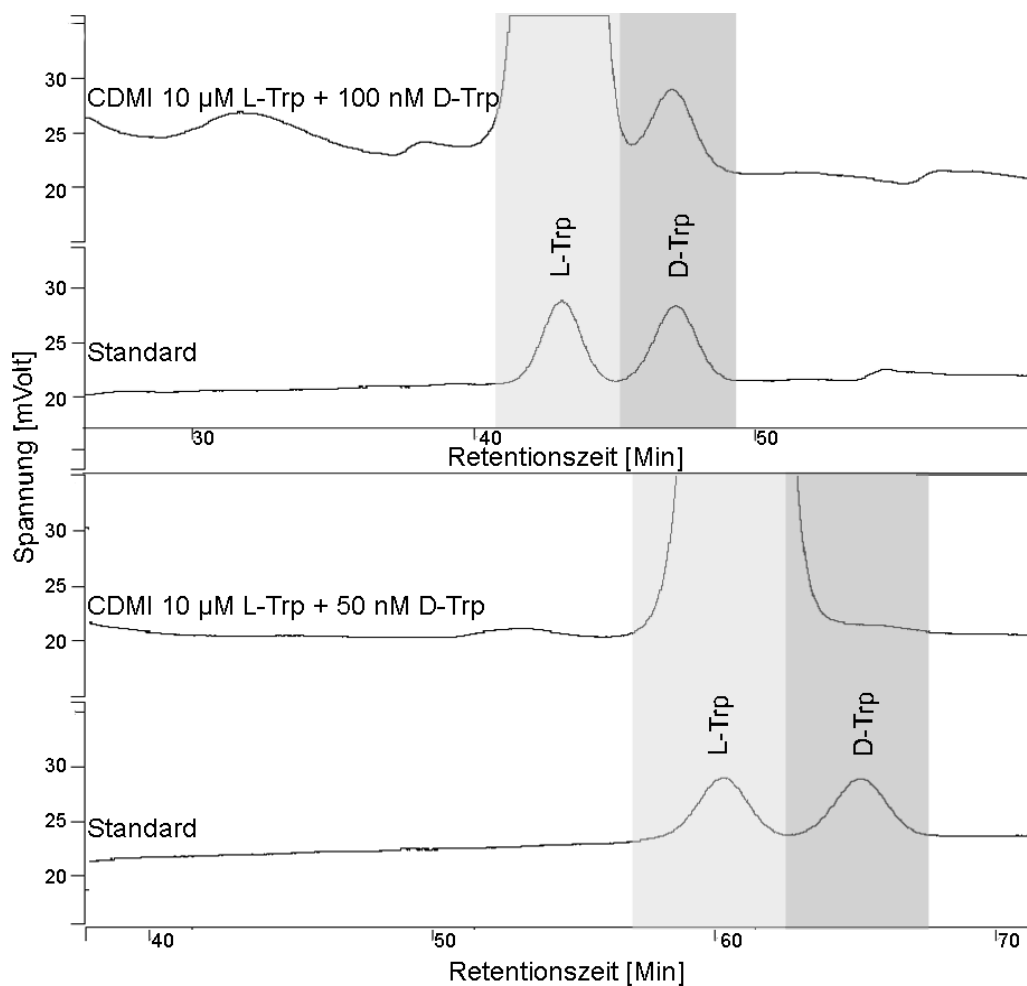 30
CDMI 10 µM L-Trp + 100 nM D-Trp
25
20
L-Trp
D-Trp
30
25
Standard
20
30
40
50
Retentionszeit [Min]
Spannung [mVolt]
30
25
CDMI 10 µM L-Trp + 50 nM D-Trp
20
L-Trp
D-Trp
30
25
Standard
20
40
50
60
70
Retentionszeit [Min]